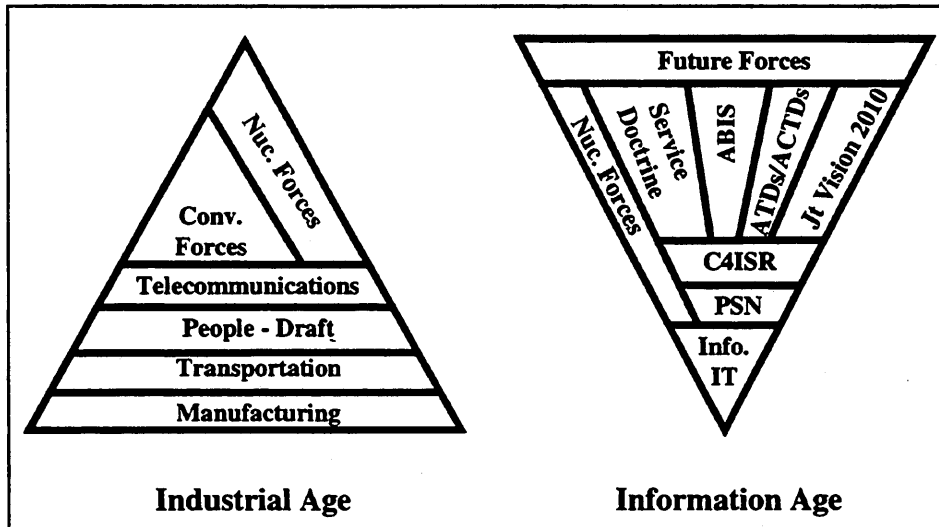 Nuc. Forces
Conv.
Forces
Telecommunications
People - Draft
Transportation
Manufacturing
Industrial Age
Future Forces
Nuc. Forces
Service
Doctrine
ABIS
ATDs/ACTDs
Jt Vision 2010
C4ISR
PSN
Info.
IT
Information Age